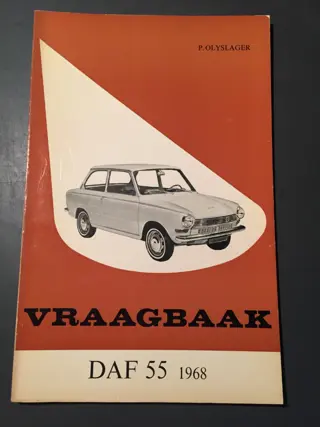 P. OLYSLAGER
VRAAGBAAK
DAF 55 1968